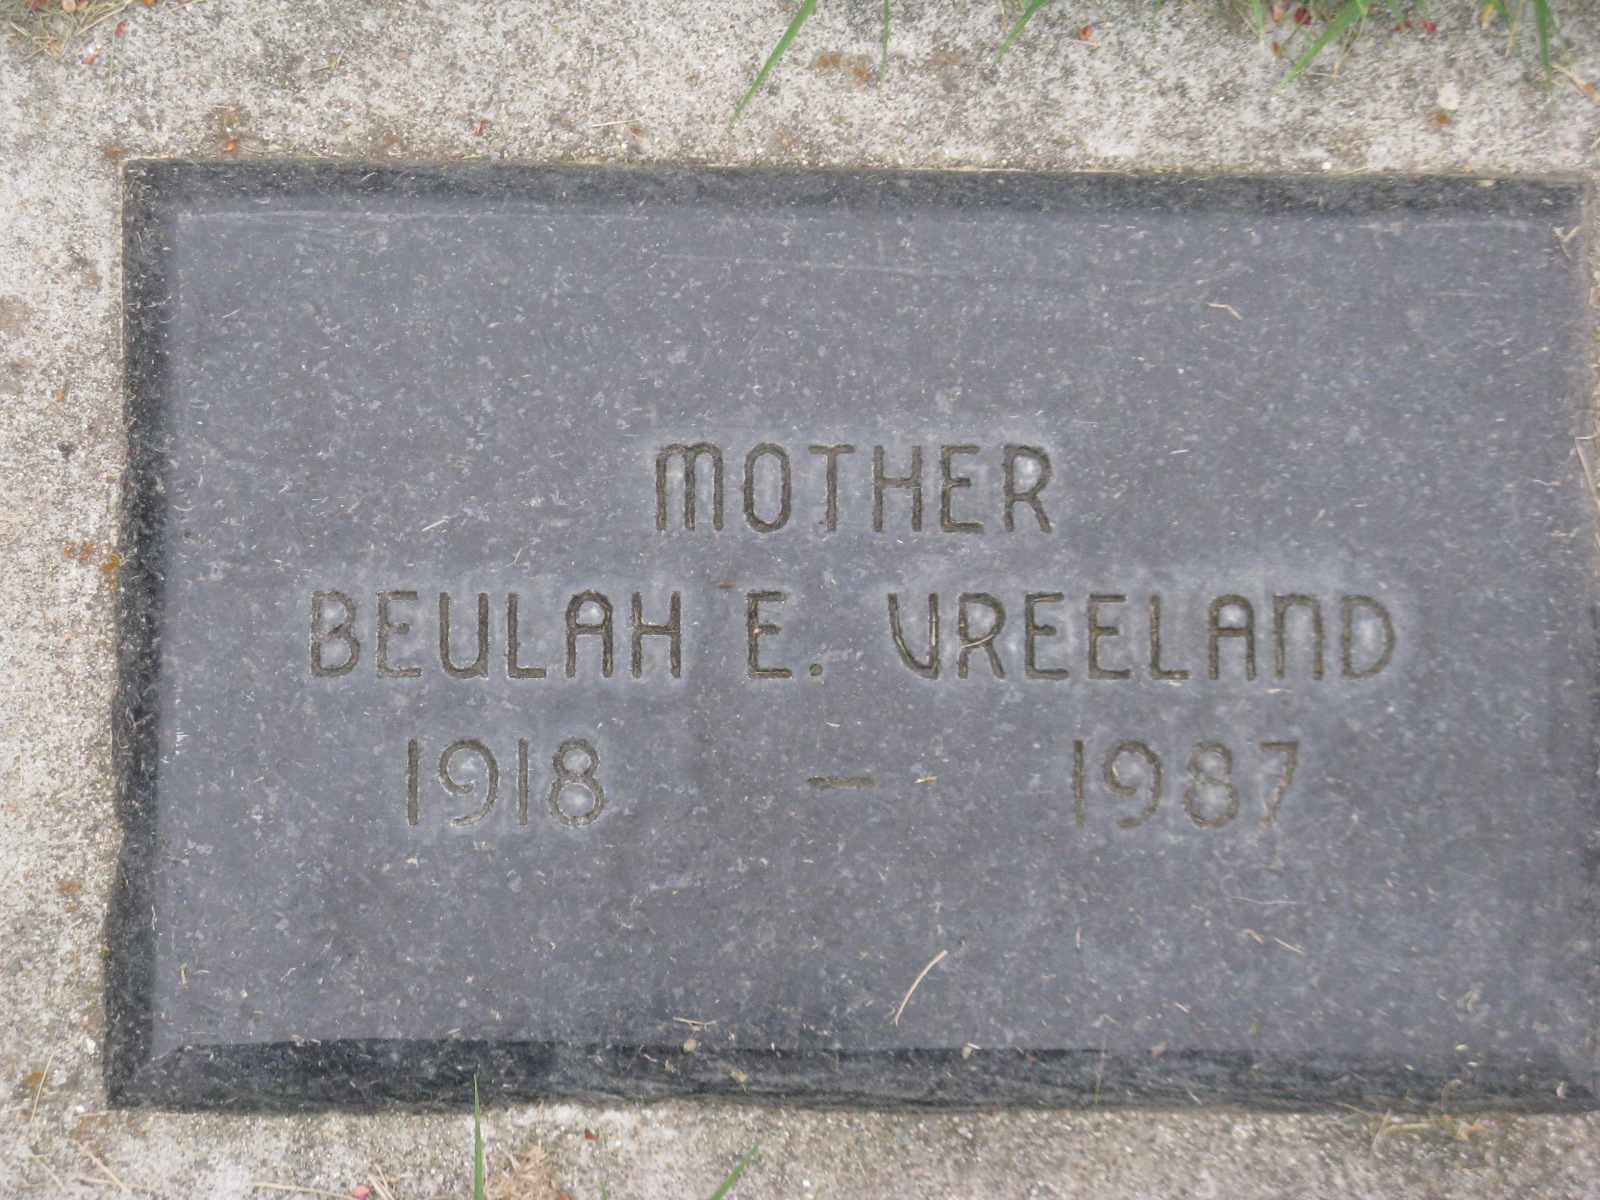 MOTHER
BEULAH E. VREELAND
1918 – 1987